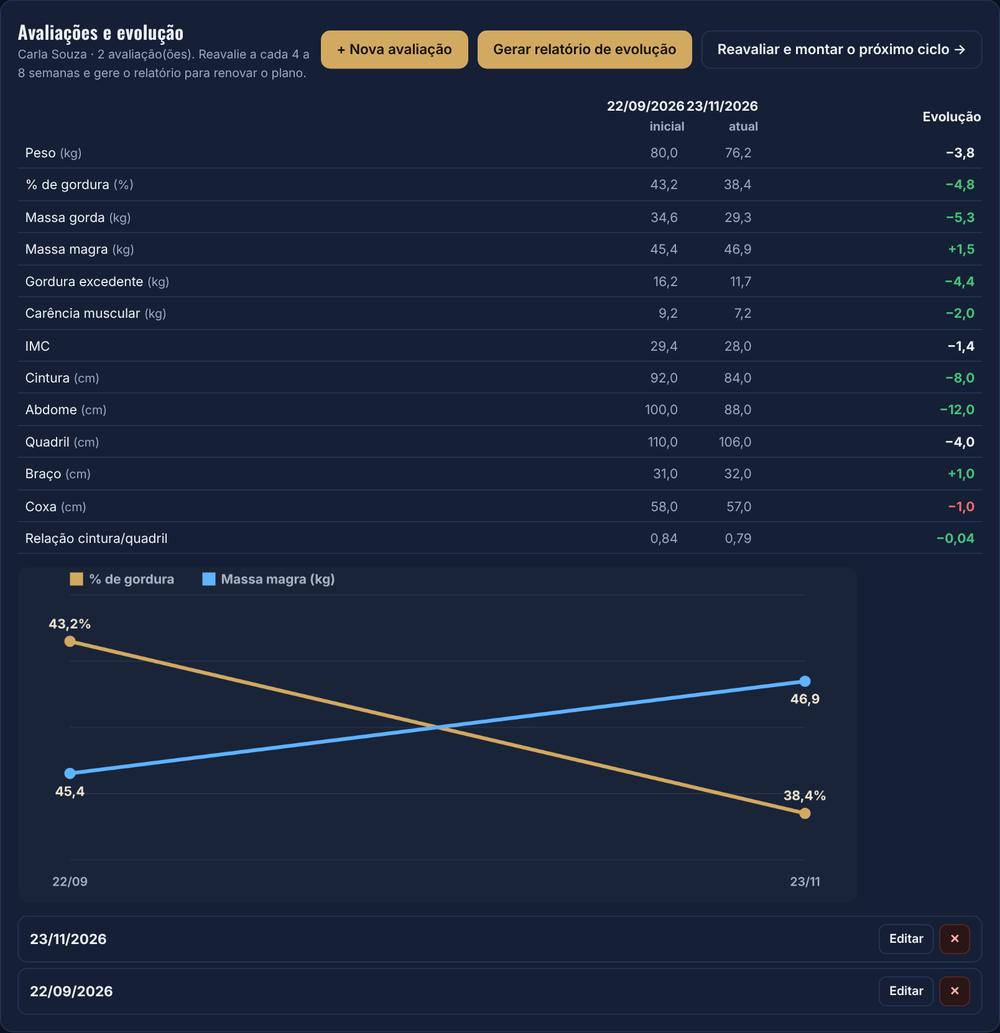 Avaliações e evolução
Carla Souza · 2 avaliação(ões). Reavalie a cada 4 a
8 semanas e gere o relatório para renovar o plano.
+ Nova avaliação
Gerar relatório de evolução
Reavaliar e montar o próximo ciclo →
22/09/2026 23/11/2026 Evolução
inicial atual
Peso (kg) 80,0 76,2 −3,8
% de gordura (%) 43,2 38,4 −4,8
Massa gorda (kg) 34,6 29,3 −5,3
Massa magra (kg) 45,4 46,9 +1,5
Gordura excedente (kg) 16,2 11,7 −4,4
Carência muscular (kg) 9,2 7,2 −2,0
IMC 29,4 28,0 −1,4
Cintura (cm) 92,0 84,0 −8,0
Abdome (cm) 100,0 88,0 −12,0
Quadril (cm) 110,0 106,0 −4,0
Braço (cm) 31,0 32,0 +1,0
Coxa (cm) 58,0 57,0 −1,0
Relação cintura/quadril 0,84 0,79 −0,04
% de gordura Massa magra (kg)
43,2%
46,9
45,4
38,4%
22/09 23/11
23/11/2026 Editar ✕
22/09/2026 Editar ✕